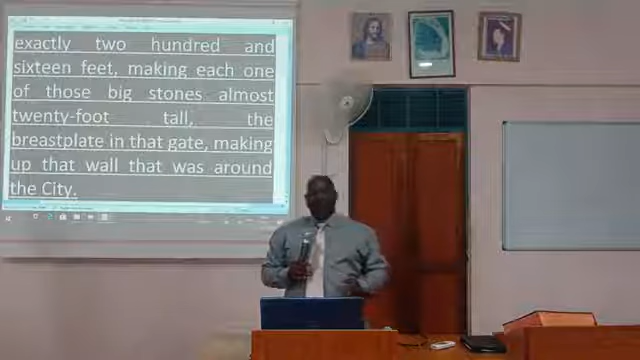 exactly two hundred and
sixteen feet, making each one
of those big stones almost
twenty-foot tall, the
breastplate in that gate, making
up that wall that was around
the City.